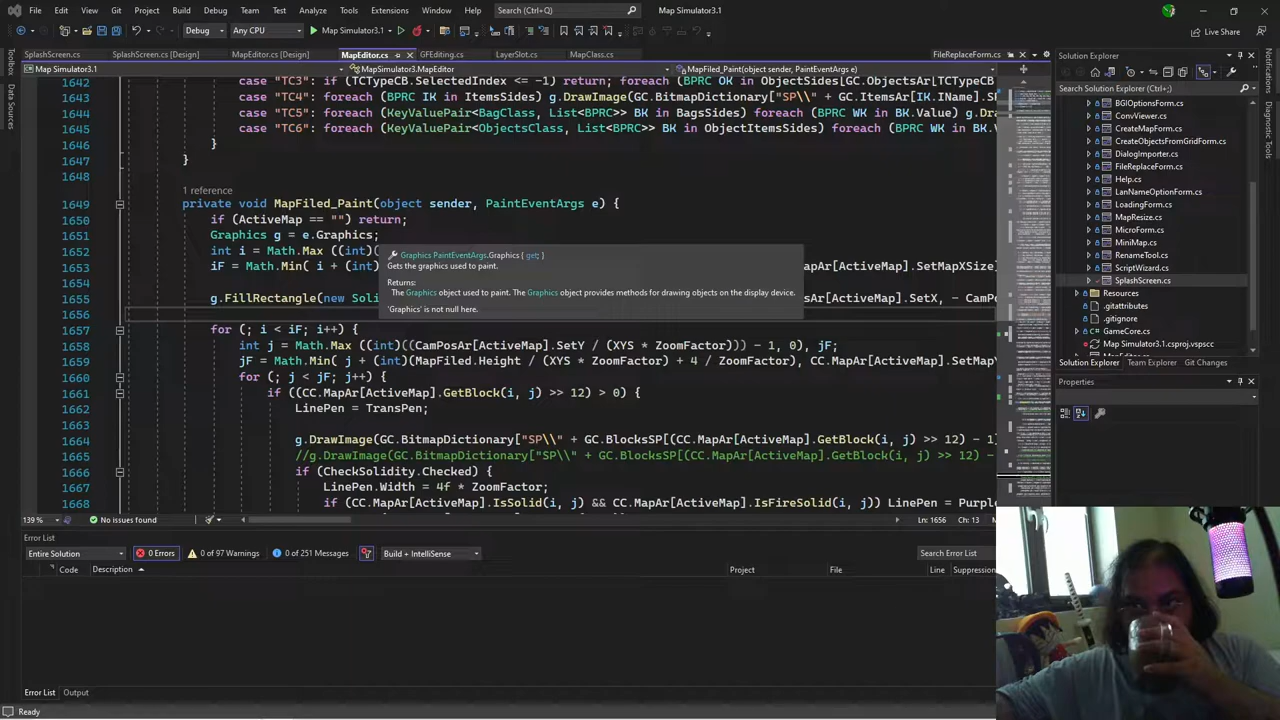 File Edit View Git Project Build Debug Team Test Analyze Tools Extensions Window Help Search (Ctrl+Q) Map Simulator3.1
Debug Any CPU Map Simulator3.1 Live Share
Toolbox
Data Sources
SplashScreen.cs SplashScreen.cs [Design] MapEditor.cs [Design] MapEditor.cs GFEditing.cs LayerSlot.cs MapClass.cs FileReplaceForm.cs
Map Simulator3.1 MapSimulator3.MapEditor MapFiled_Paint(object sender, PaintEventArgs e)
1642 case "TC3": if (TCTypeCB.SelectedIndex <= -1) return; foreach (BPRC OK in ObjectsSides[GC.ObjectsAr[TCTypeCB
1643 case "TC4": foreach (BPRC IK in ItemsSides) g.DrawImage(GC.BitmapDictionary["SP\\" + GC.ItemsAr[IK.IName].S
1644 case "TC5": foreach (KeyValuePair<BagClass, List<BPRC>> BK in BagsSides) foreach (BPRC WK in BK.Value) g.Dr
1645 case "TC6": foreach (KeyValuePair<ObjectsClass, List<BPRC>> BK in ObjectItemsSides) foreach (BPRC WK in BK.
1646 }
1647 }
1648
1 reference
1649 private void MapFiled_Paint(object sender, PaintEventArgs e) {
1650 if (ActiveMap == "") return;
1651 Graphics g = e.Graphics;
1652 int i = Math.Max ((int)
1653 iF = Math.Min( i + (int) apAr[ActiveMap].SetMapXSize
1655 g.FillRectangle(new Soli apAr[ActiveMap].SetX, - CamPo
1656
1657 for (; i < iF; i++) {
1658 int j = Math.Max ((int)((CamPosAr[ActiveMap].SetY / (XYS * ZoomFactor))) - 1, 0), jF;
1659 jF = Math.Min(j + (int)(MapFiled.Height / (XYS * ZoomFactor) + 4 / ZoomFactor), CC.MapAr[ActiveMap].SetMap
1660 for (; j < jF; j++) {
1661 if ((CC.MapAr[ActiveMap].GetBlock(i, j) >> 12) > 0) {
1662 LinePen = TransPen;
1663
1664 g.DrawImage(GC.BitmapDictionary["SP\\" + GC.BlocksSP[(CC.MapAr[ActiveMap].GetBlock(i, j) >> 12) - 1
1665 //g.DrawImage(GC.BitmapDictionary["SP\\" + GC.BlocksSP[(CC.MapAr[ActiveMap].GetBlock(i, j) >> 12) -
1666 if (BlockSolidity.Checked) {
1667 LinePen.Width = 4f * ZoomFactor;
1668 if (CC.MapAr[ActiveMap].IsSolid(i, j) && CC.MapAr[ActiveMap].IsFireSolid(i, j)) LinePen = Purpl
Graphics PaintEventArgs.Graphics { get; }
Gets the graphics used to paint.
Returns:
The Graphics object used to paint. The Graphics object provides methods for drawing objects on the display device.
'Graphics' is not null here.
139 % No issues found Ln: 1656 Ch: 13
Error List
Entire Solution 0 Errors 0 of 97 Warnings 0 of 251 Messages Build + IntelliSense Search Error List
Code Description Project File Line Suppression
Error List Output
Ready
Solution Explorer
Search Solution Explorer (Ctrl+;)
BGIOptionsForm.cs
ConvViewer.cs
CreateMapForm.cs
CreateObjectsFromGridForm.cs
DialogImporter.cs
FileReplaceForm.cs
Help.cs
LanNameOptionForm.cs
LoadingForm.cs
MapResize.cs
MicroForm.cs
MiniMap.cs
RenameTool.cs
ScriptWizard.cs
SplashScreen.cs
Resources
.gitattributes
.gitignore
GameCore.cs
Map Simulator3.1.csproj.vspscc
Solution Explorer Team Explorer Git Changes
Properties
Notifications
Diagnostic Tools